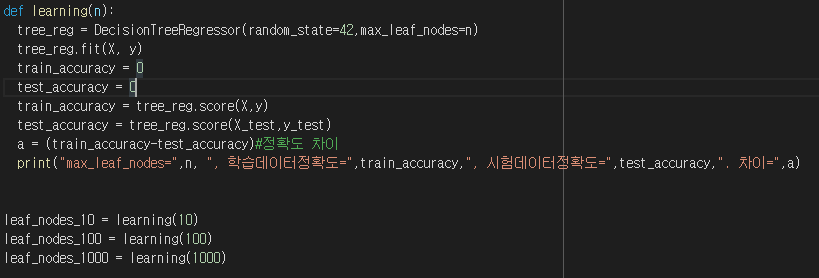 def learning(n):
tree_reg = DecisionTreeRegressor(random_state=42,max_leaf_nodes=n)
tree_reg.fit(X, y)
train_accuracy = 0
test_accuracy = 0
train_accuracy = tree_reg.score(X,y)
test_accuracy = tree_reg.score(X_test,y_test)
a = (train_accuracy-test_accuracy)#정확도 차이
print("max_leaf_nodes=",n, ", 학습데이터정확도=",train_accuracy,", 시험데이터정확도=",test_accuracy,". 차이=",a)
leaf_nodes_10 = learning(10)
leaf_nodes_100 = learning(100)
leaf_nodes_1000 = learning(1000)